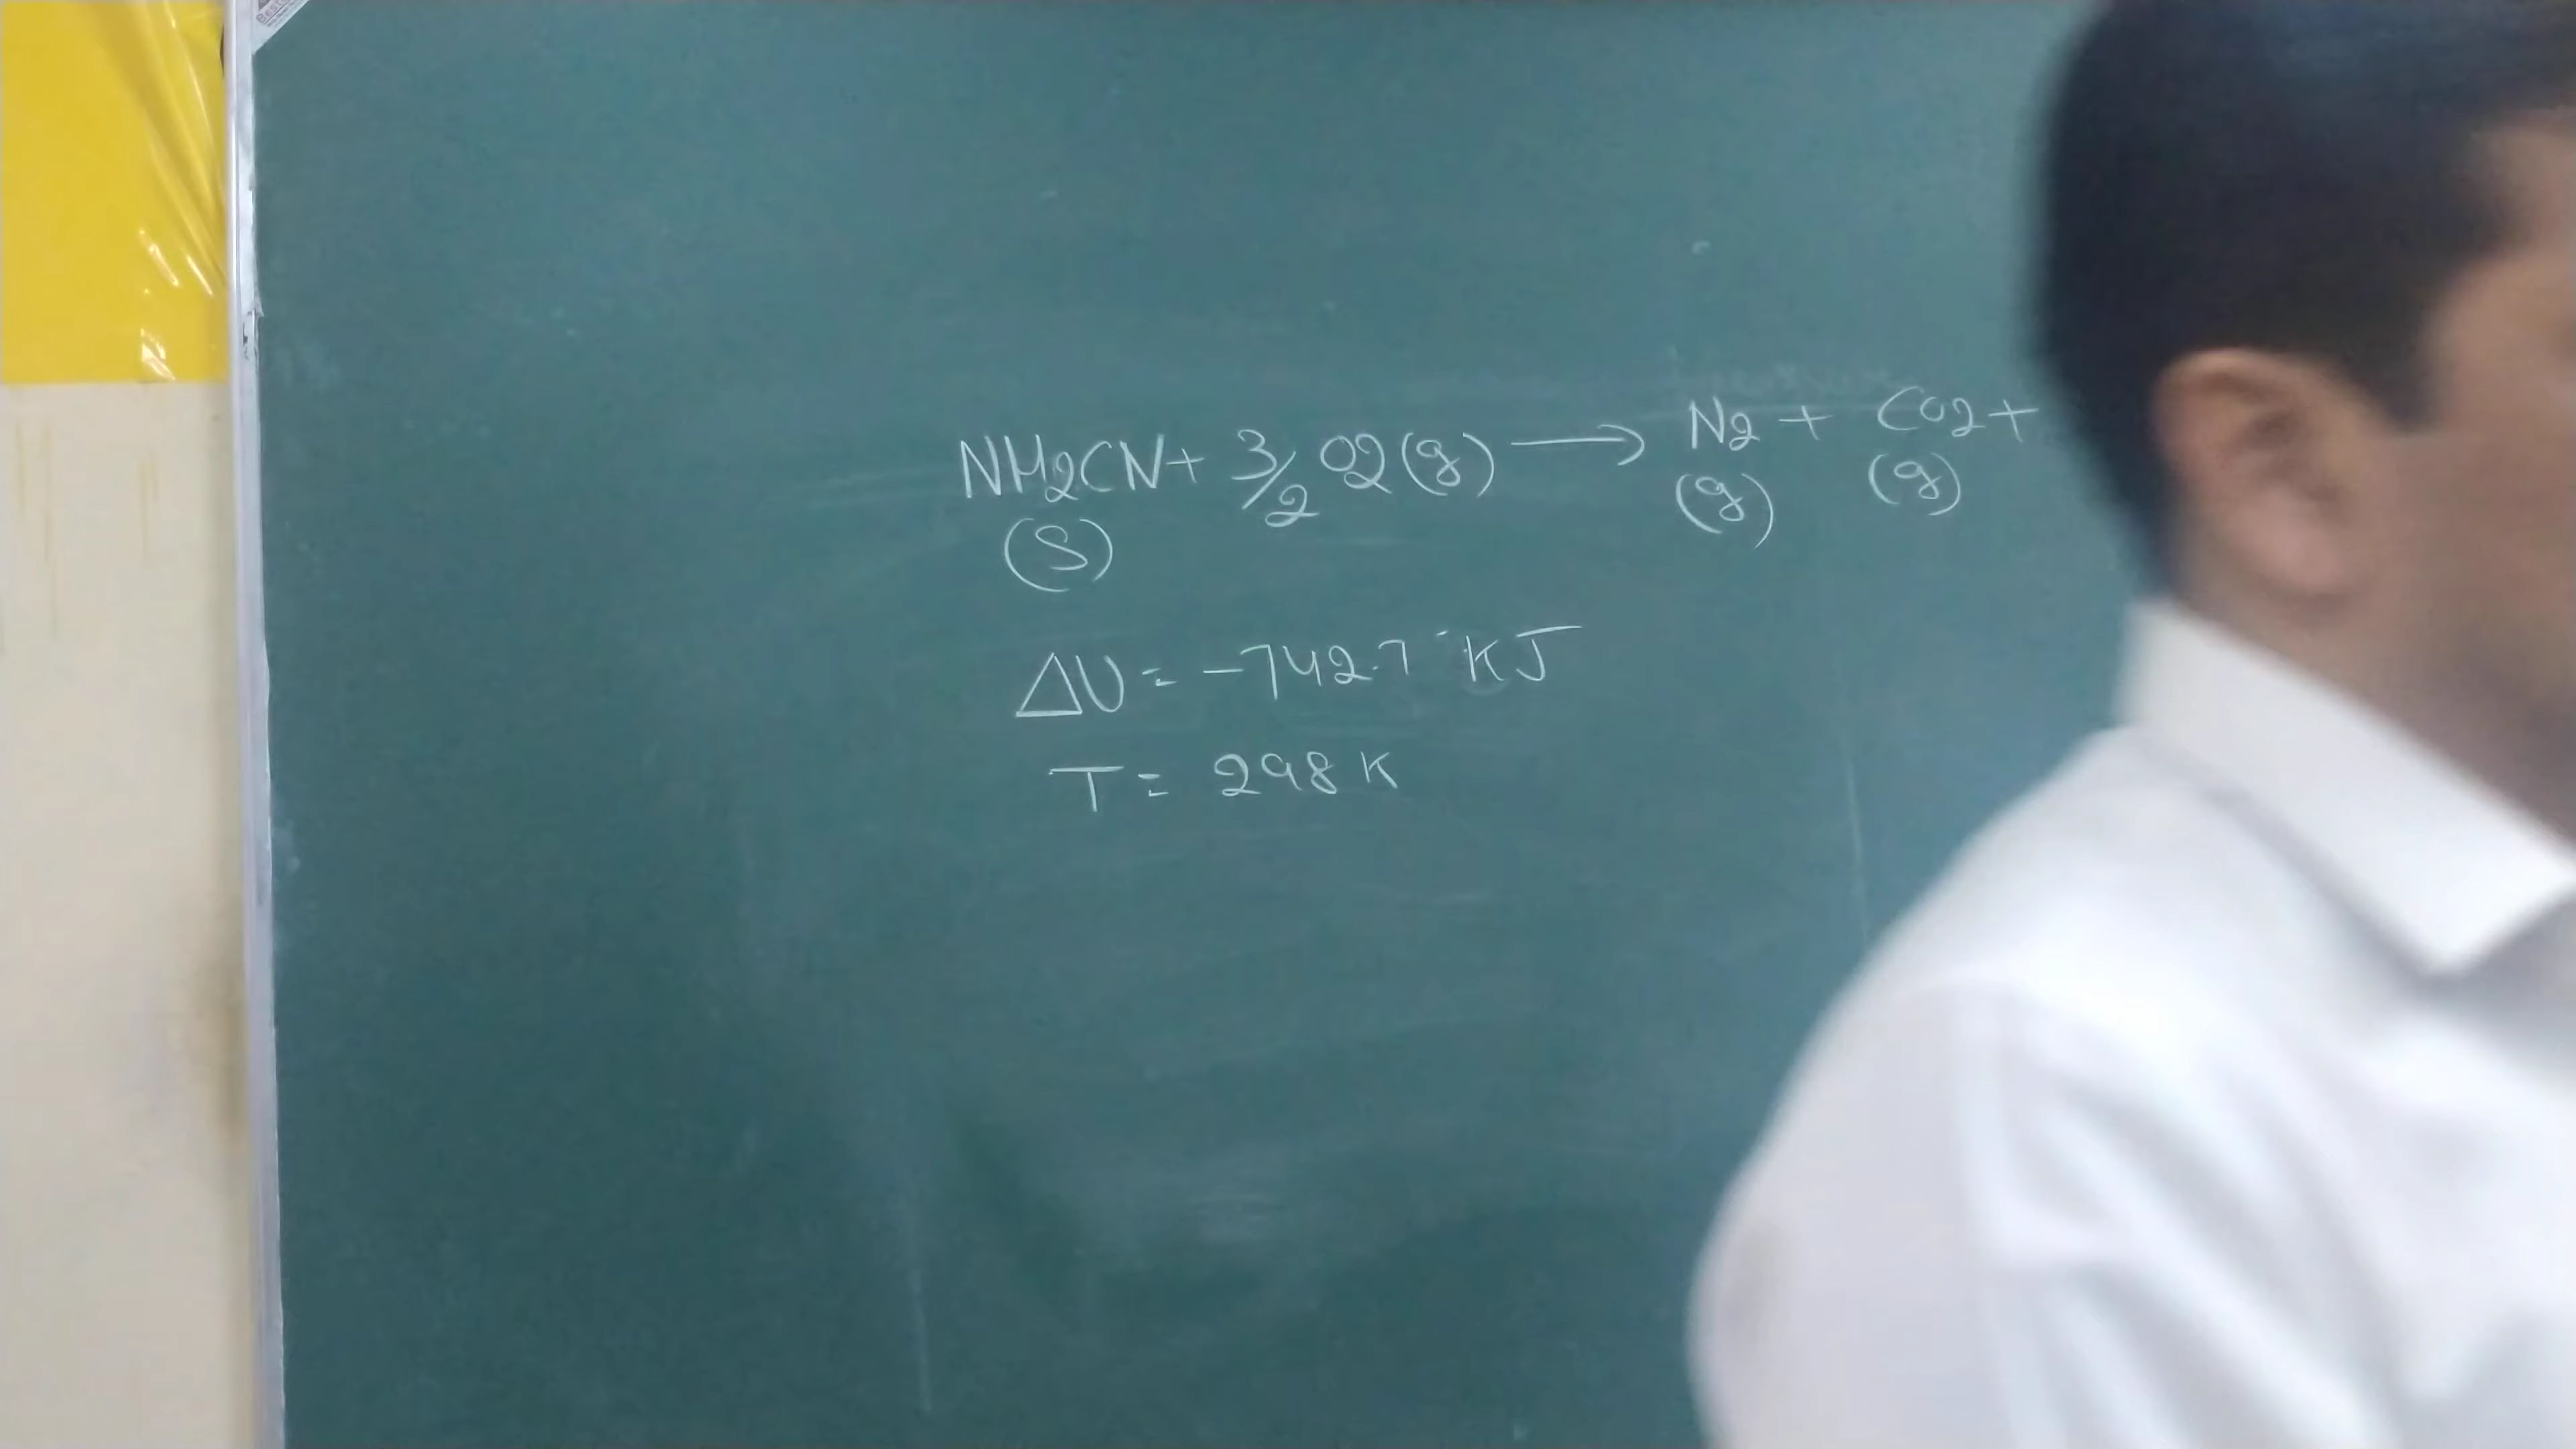 NH2CN + 3/2 O2 (g) → N2 + CO2 +
(s) (g) (g)
ΔU = -742.7 KJ
T = 298 K